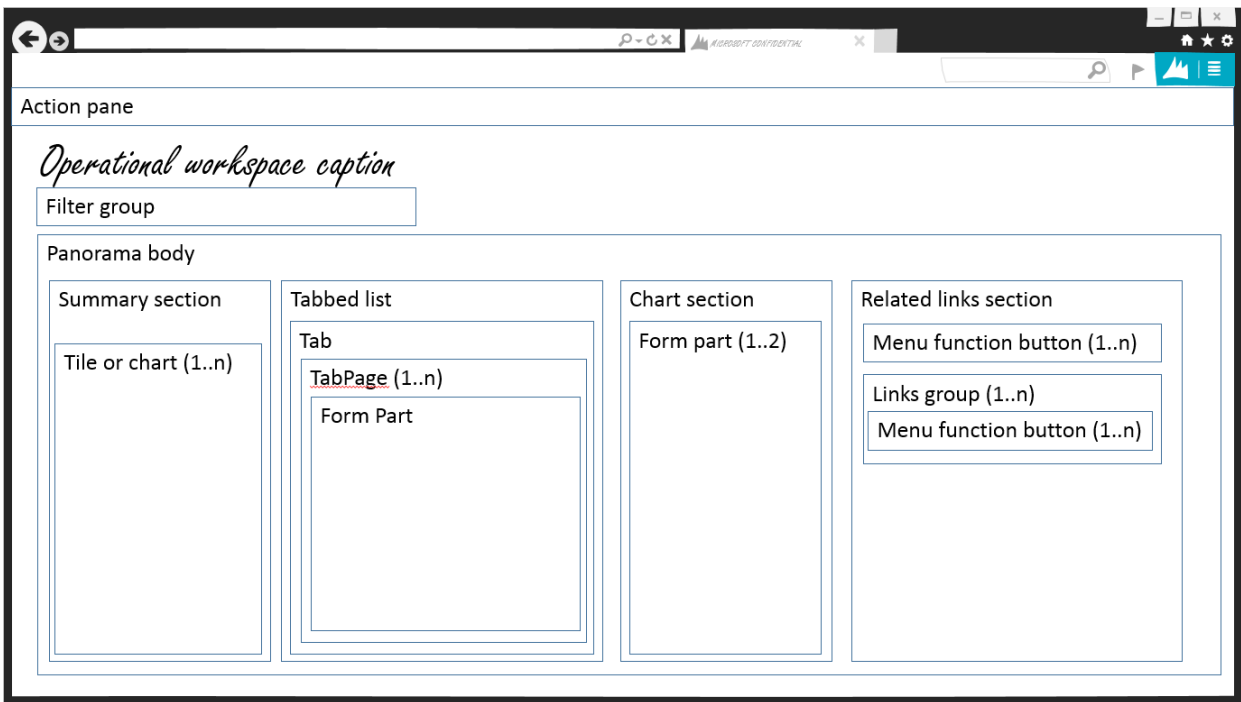 MICROSOFT CONFIDENTIAL
Action pane
Operational workspace caption
Filter group
Panorama body
Summary section
Tile or chart (1..n)
Tabbed list
Tab
TabPage (1..n)
Form Part
Chart section
Form part (1..2)
Related links section
Menu function button (1..n)
Links group (1..n)
Menu function button (1..n)